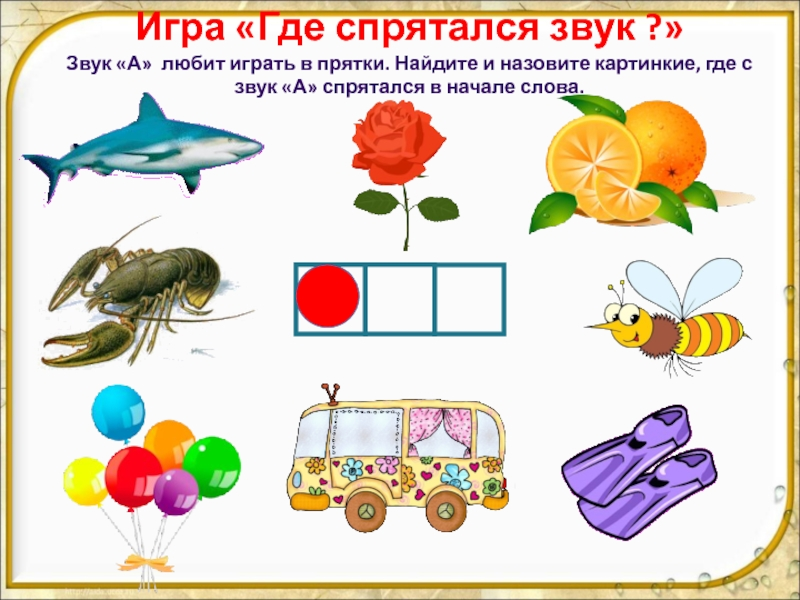 Игра «Где спрятался звук ?»
Звук «А» любит играть в прятки. Найдите и назовите картинкие, где с
звук «А» спрятался в начале слова.